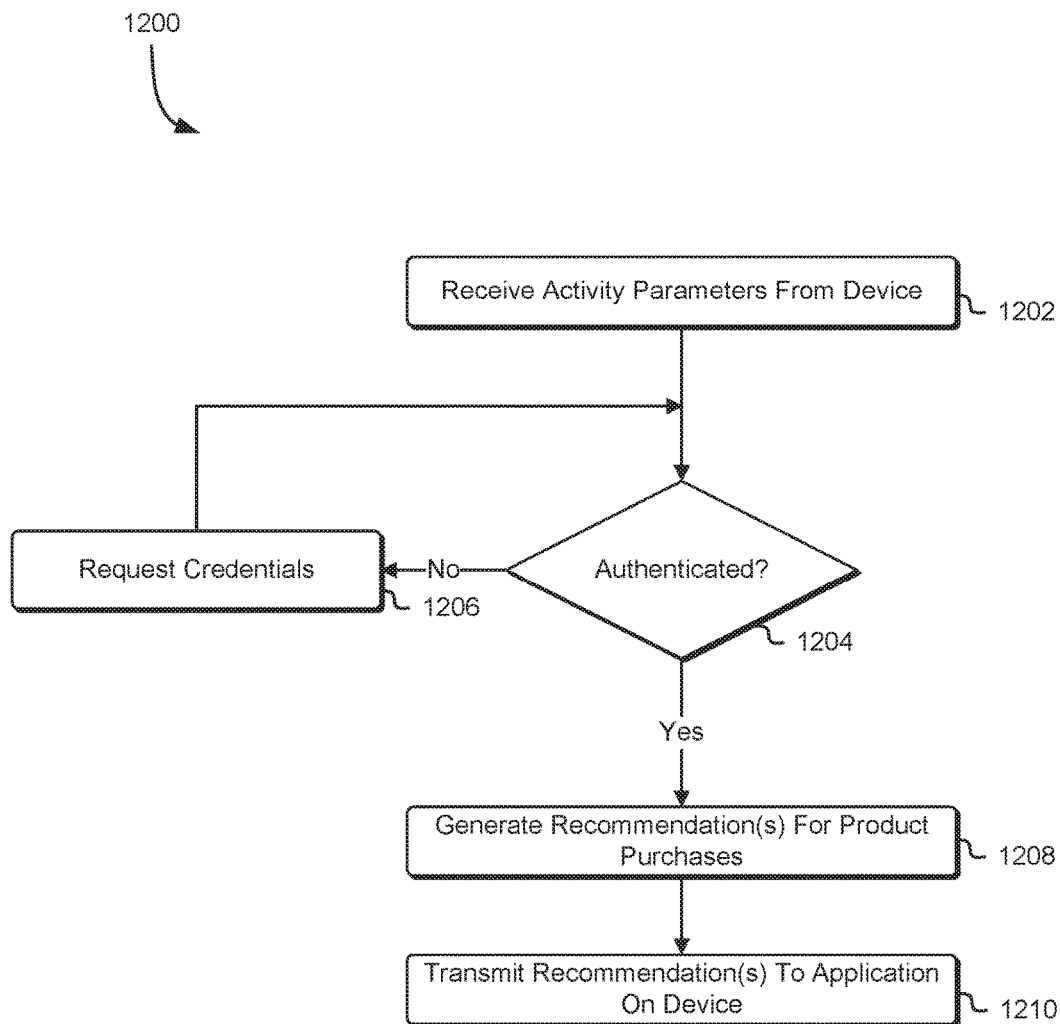 1200
Receive Activity Parameters From Device
1202
Request Credentials
1206
No
Authenticated?
1204
Yes
Generate Recommendation(s) For Product
Purchases
1208
Transmit Recommendation(s) To Application
On Device
1210